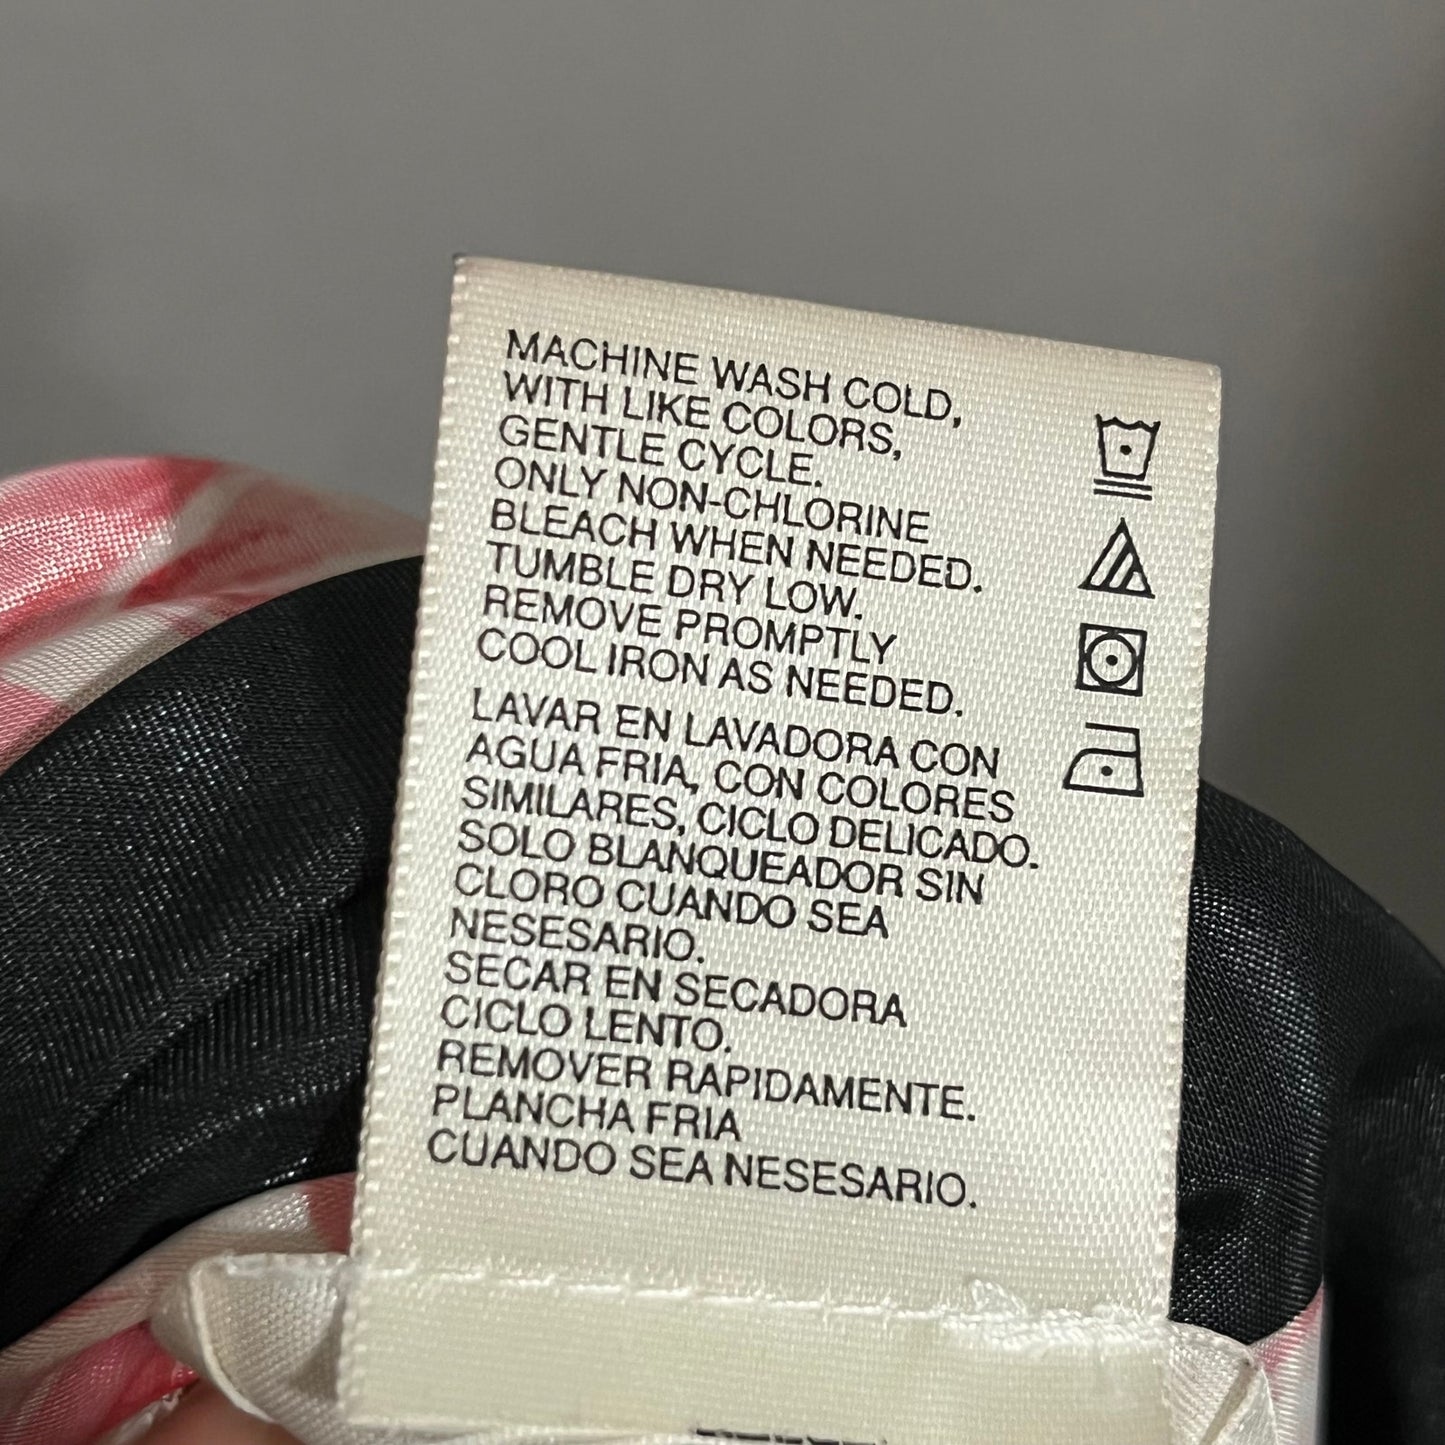 MACHINE WASH COLD,
WITH LIKE COLORS,
GENTLE CYCLE.
ONLY NON-CHLORINE
BLEACH WHEN NEEDED.
TUMBLE DRY LOW.
REMOVE PROMPTLY
COOL IRON AS NEEDED.
LAVAR EN LAVADORA CON
AGUA FRIA, CON COLORES
SIMILARES, CICLO DELICADO.
SOLO BLANQUEADOR SIN
CLORO CUANDO SEA
NESESARIO.
SECAR EN SECADORA
CICLO LENTO.
REMOVER RAPIDAMENTE.
PLANCHA FRIA
CUANDO SEA NESESARIO.